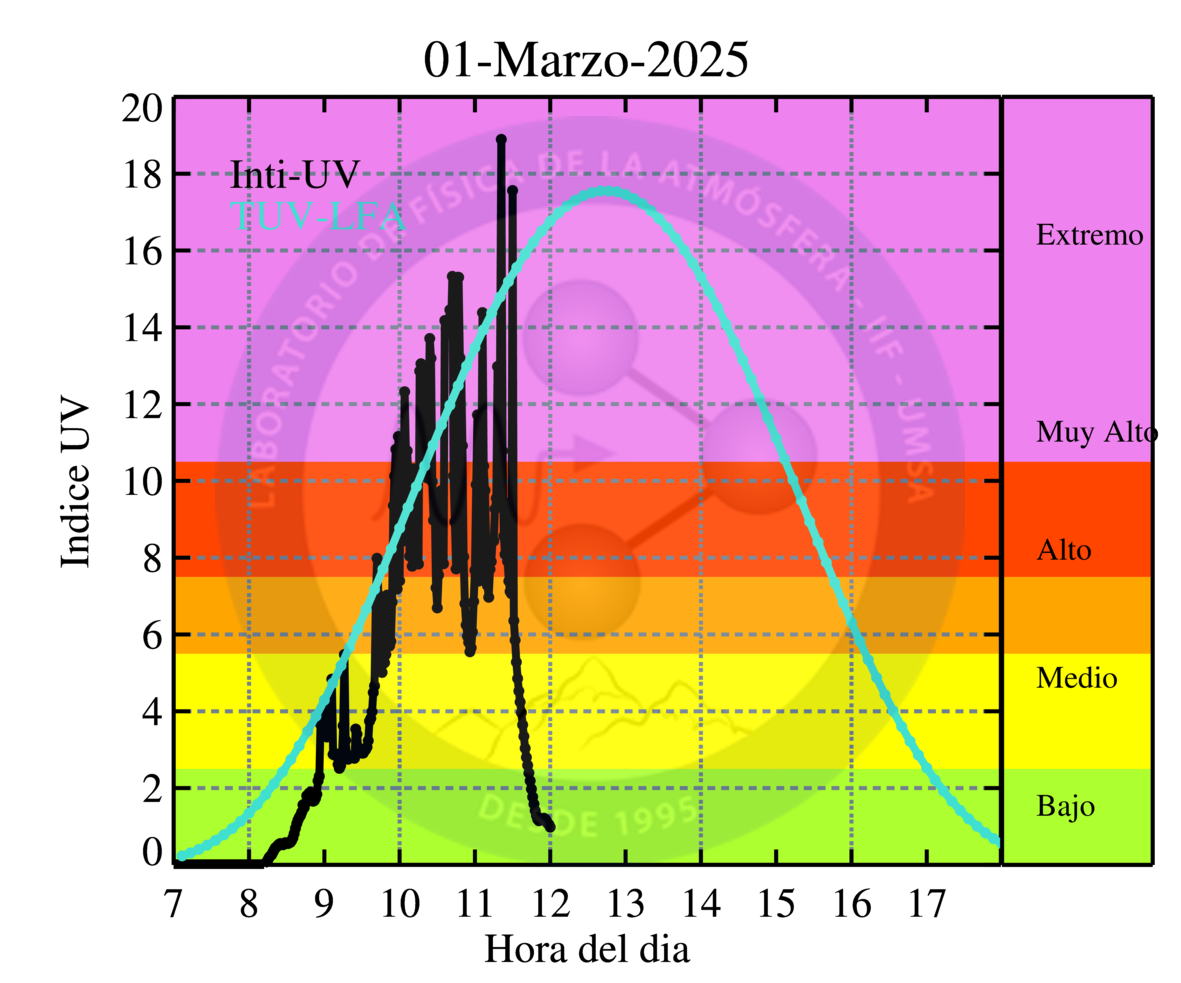 01-Marzo-2025
20
18
16
14
12
10
8
6
4
2
0
Indice UV
Inti-UV
TUV-LFA
LABORATORIO DE FÍSICA DE LA ATMÓSFERA - IIF - UMSA
DESDE 1995
Extremo
Muy Alto
Alto
Medio
Bajo
7 8 9 10 11 12 13 14 15 16 17
Hora del dia